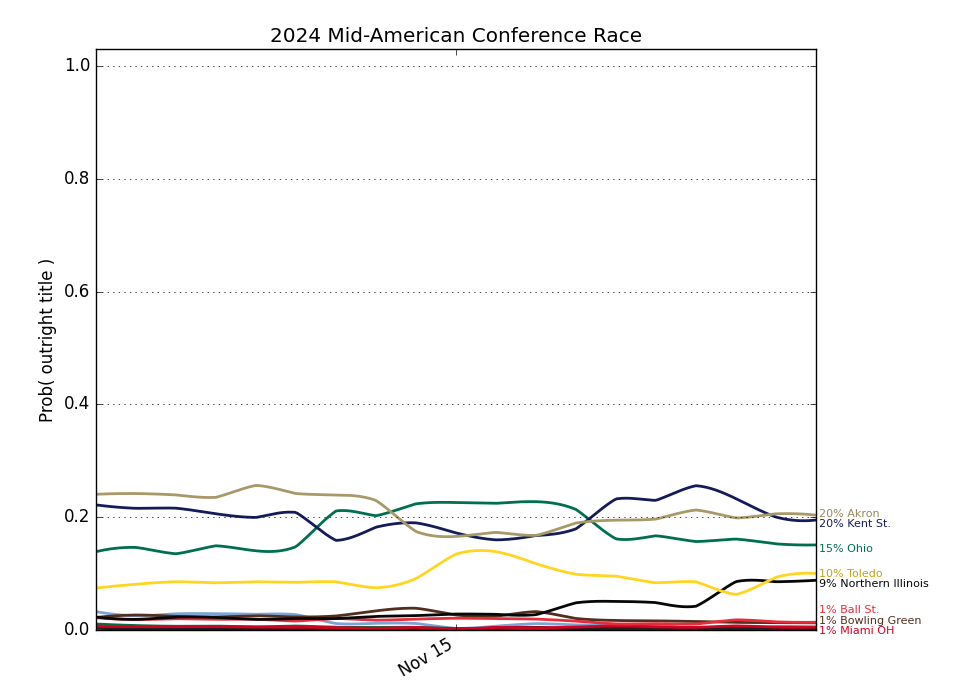 2024 Mid-American Conference Race
Prob( outright title )
1.0
0.8
0.6
0.4
0.2
0.0
Nov 15
20% Akron
20% Kent St.
15% Ohio
10% Toledo
9% Northern Illinois
1% Ball St.
1% Bowling Green
1% Miami OH